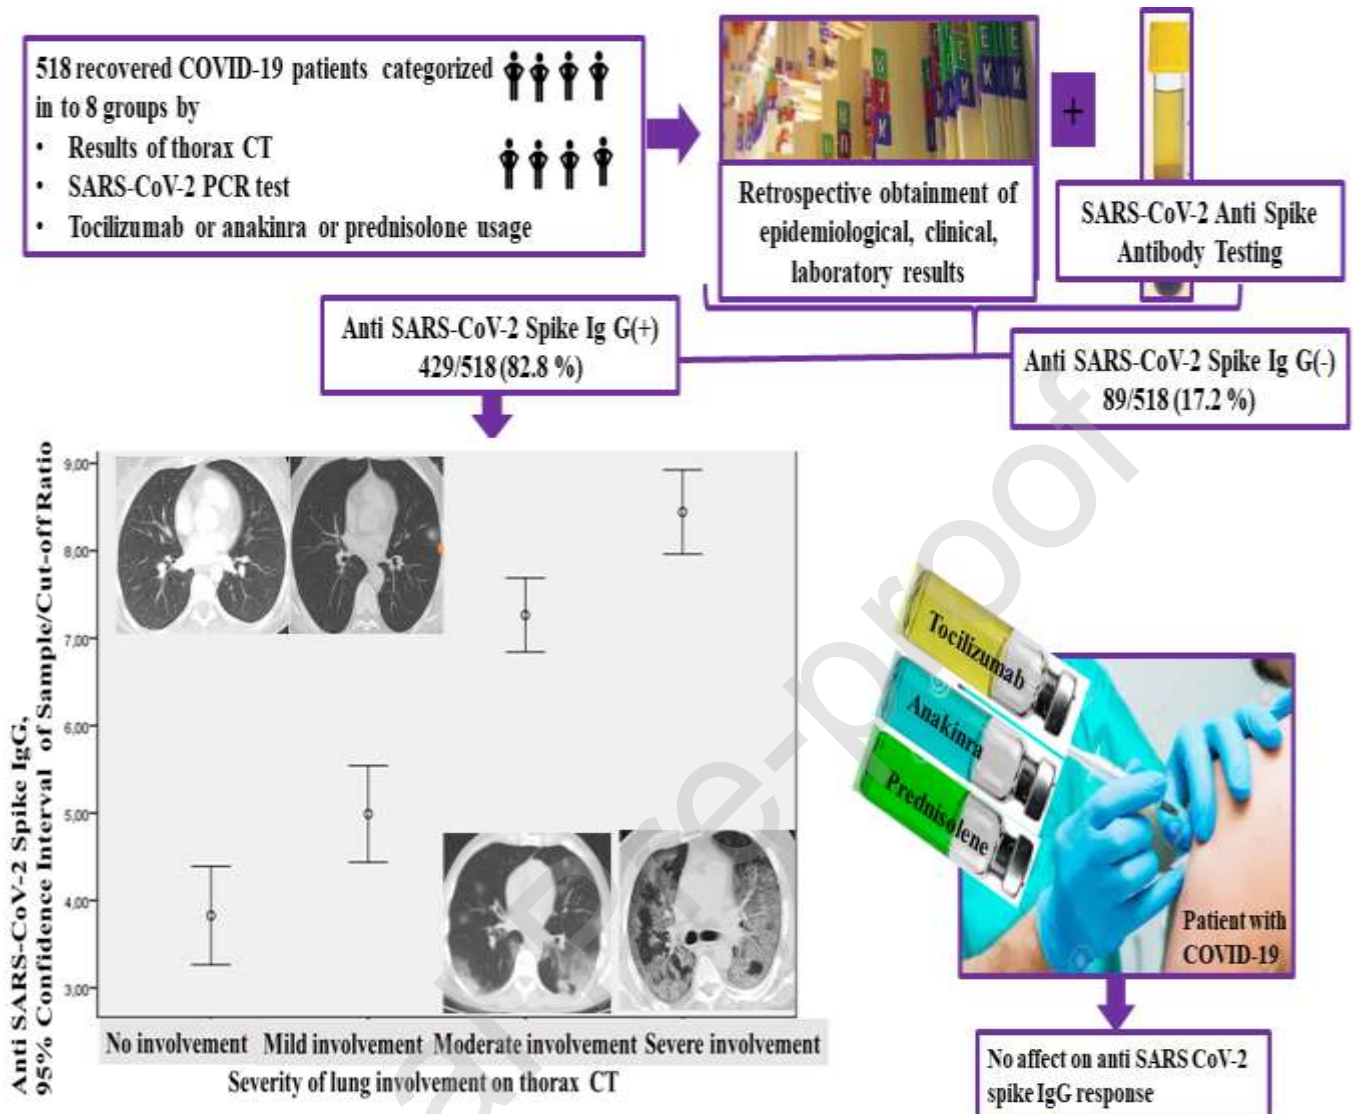 518 recovered COVID-19 patients categorized
in to 8 groups by
• Results of thorax CT
• SARS-CoV-2 PCR test
• Tocilizumab or anakinra or prednisolone usage
+
Retrospective obtainment of
epidemiological, clinical,
laboratory results
SARS-CoV-2 Anti Spike
Antibody Testing
Anti SARS-CoV-2 Spike Ig G(+)
429/518 (82.8 %)
Anti SARS-CoV-2 Spike Ig G(-)
89/518 (17.2 %)
Anti SARS-CoV-2 Spike IgG,
95% Confidence Interval of Sample/Cut-off Ratio
9,00
8,00
7,00
6,00
5,00
4,00
3,00
No involvement Mild involvement Moderate involvement Severe involvement
Severity of lung involvement on thorax CT
Tocilizumab
Anakinra
Prednisolene
Patient with
COVID-19
No affect on anti SARS CoV-2
spike IgG response